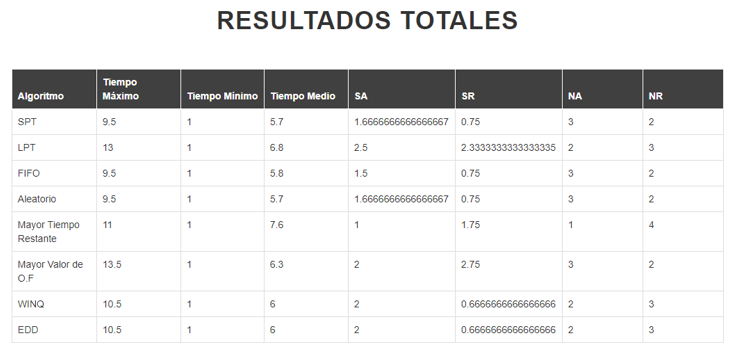 RESULTADOS TOTALES
Algoritmo Tiempo Máximo Tiempo Mínimo Tiempo Medio SA SR NA NR
SPT 9.5 1 5.7 1.6666666666666667 0.75 3 2
LPT 13 1 6.8 2.5 2.3333333333333335 2 3
FIFO 9.5 1 5.8 1.5 0.75 3 2
Aleatorio 9.5 1 5.7 1.6666666666666667 0.75 3 2
Mayor Tiempo Restante 11 1 7.6 1 1.75 1 4
Mayor Valor de O.F 13.5 1 6.3 2 2.75 3 2
WINQ 10.5 1 6 2 0.6666666666666666 2 3
EDD 10.5 1 6 2 0.6666666666666666 2 3